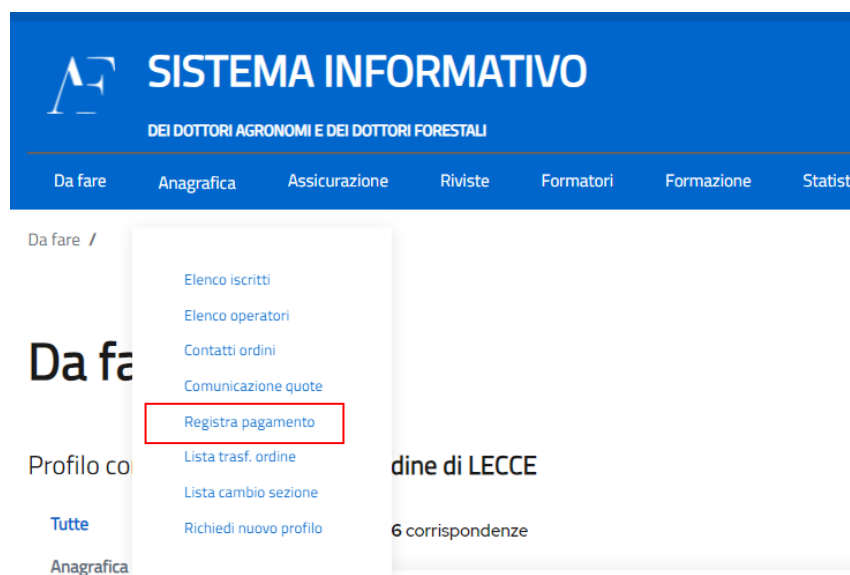 AF
SISTEMA INFORMATIVO
DEI DOTTORI AGRONOMI E DEI DOTTORI FORESTALI
Da fare Anagrafica Assicurazione Riviste Formatori Formazione Statist
Da fare /
Elenco iscritti
Elenco operatori
Contatti ordini
Da fa
Comunicazione quote
Registra pagamento
Lista trasf. ordine
Profilo co dine di LECCE
Lista cambio sezione
Tutte Richiedi nuovo profilo 6 corrispondenze
Anagrafica